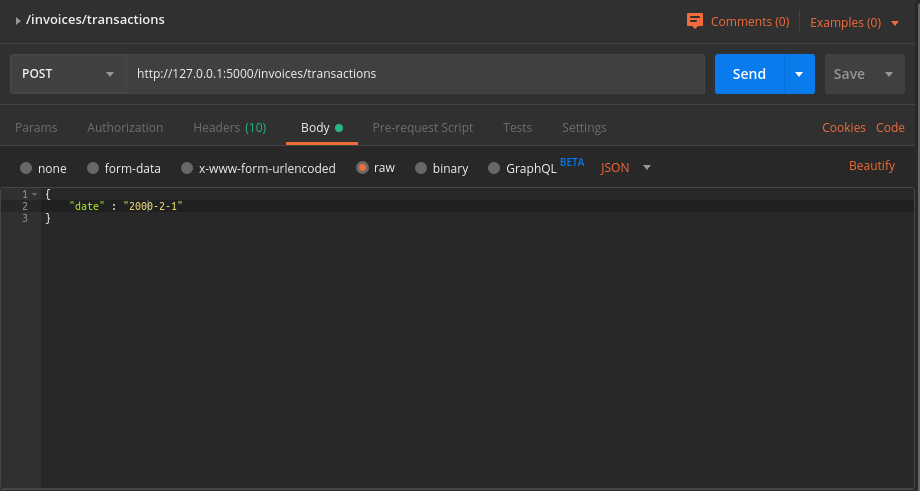 /invoices/transactions
Comments (0) Examples (0)
POST http://127.0.0.1:5000/invoices/transactions Send Save
Params Authorization Headers (10) Body Pre-request Script Tests Settings Cookies Code
none form-data x-www-form-urlencoded raw binary GraphQL BETA JSON Beautify
1 {
2 "date" : "2000-2-1"
3 }